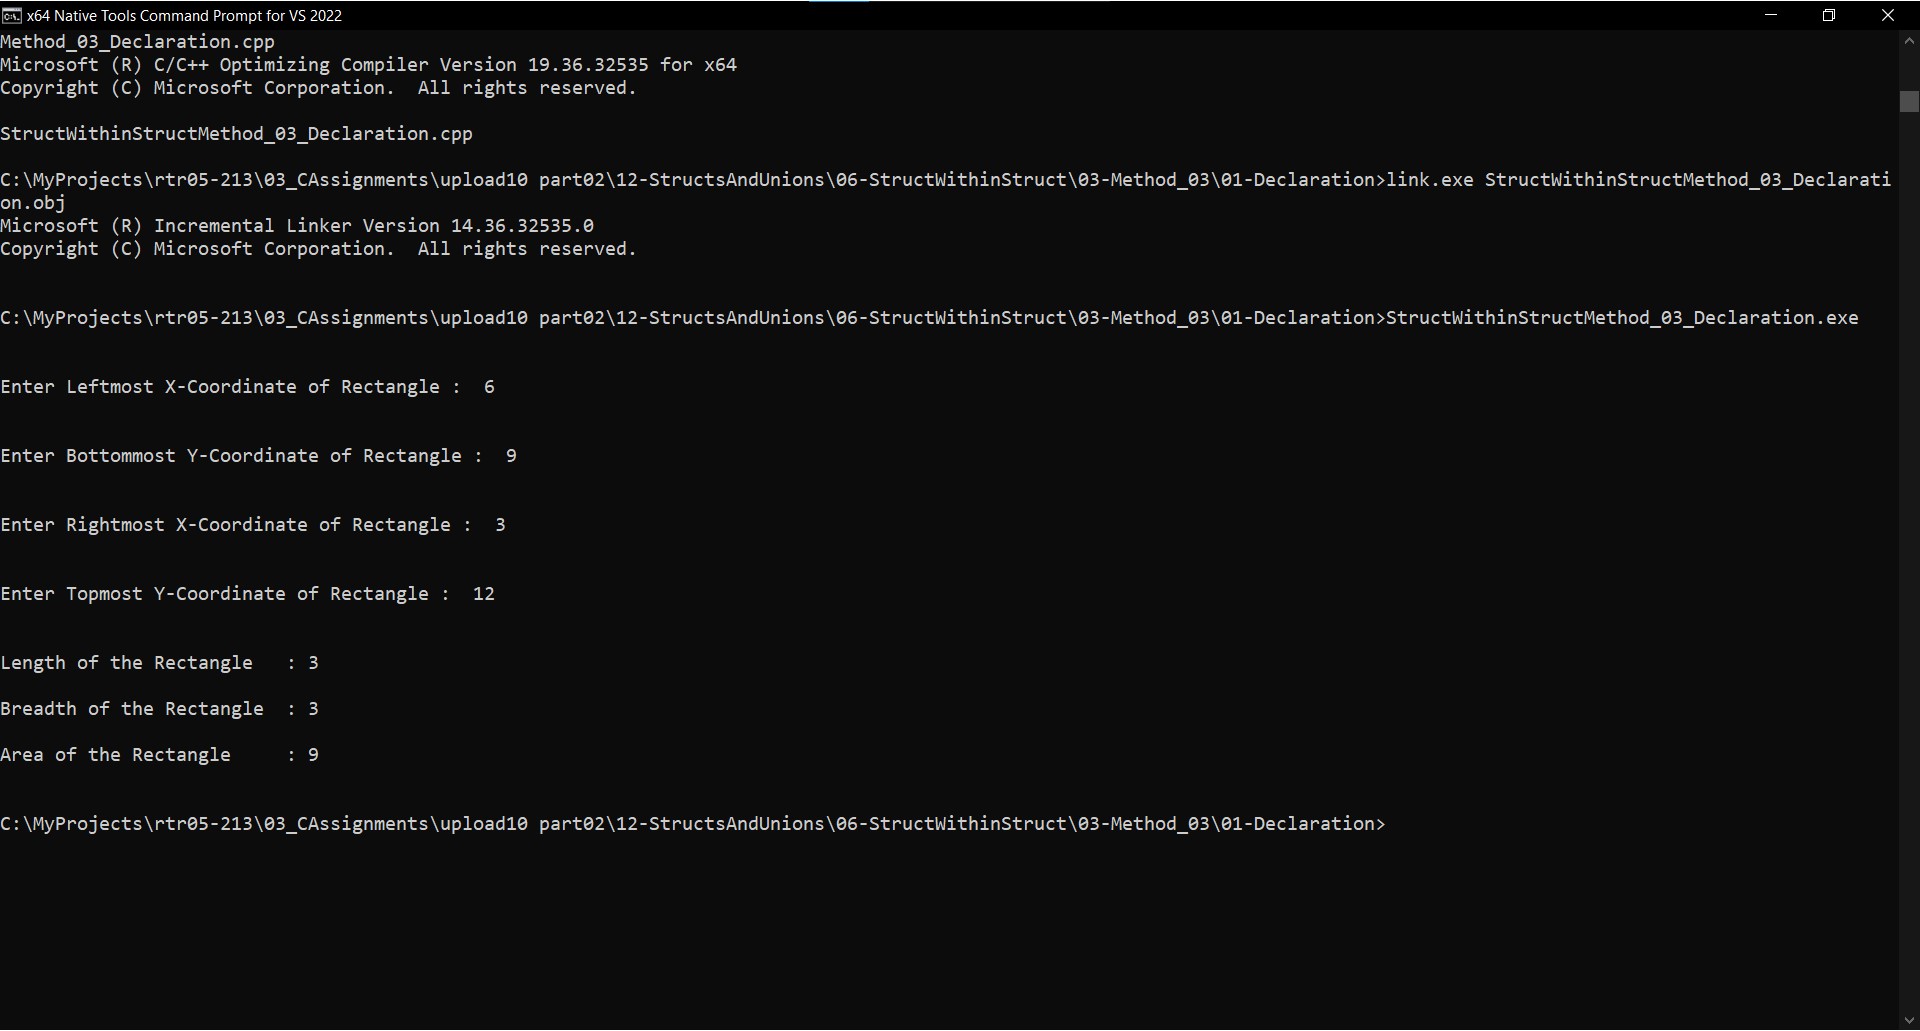 x64 Native Tools Command Prompt for VS 2022
Method_03_Declaration.cpp
Microsoft (R) C/C++ Optimizing Compiler Version 19.36.32535 for x64
Copyright (C) Microsoft Corporation.  All rights reserved.
StructWithinStructMethod_03_Declaration.cpp
C:\MyProjects\rtr05-213\03_CAssignments\upload10 part02\12-StructsAndUnions\06-StructWithinStruct\03-Method_03\01-Declaration>link.exe StructWithinStructMethod_03_Declarati
on.obj
Microsoft (R) Incremental Linker Version 14.36.32535.0
Copyright (C) Microsoft Corporation.  All rights reserved.
C:\MyProjects\rtr05-213\03_CAssignments\upload10 part02\12-StructsAndUnions\06-StructWithinStruct\03-Method_03\01-Declaration>StructWithinStructMethod_03_Declaration.exe
Enter Leftmost X-Coordinate of Rectangle :  6
Enter Bottommost Y-Coordinate of Rectangle :  9
Enter Rightmost X-Coordinate of Rectangle :  3
Enter Topmost Y-Coordinate of Rectangle :  12
Length of the Rectangle   : 3
Breadth of the Rectangle  : 3
Area of the Rectangle     : 9
C:\MyProjects\rtr05-213\03_CAssignments\upload10 part02\12-StructsAndUnions\06-StructWithinStruct\03-Method_03\01-Declaration>